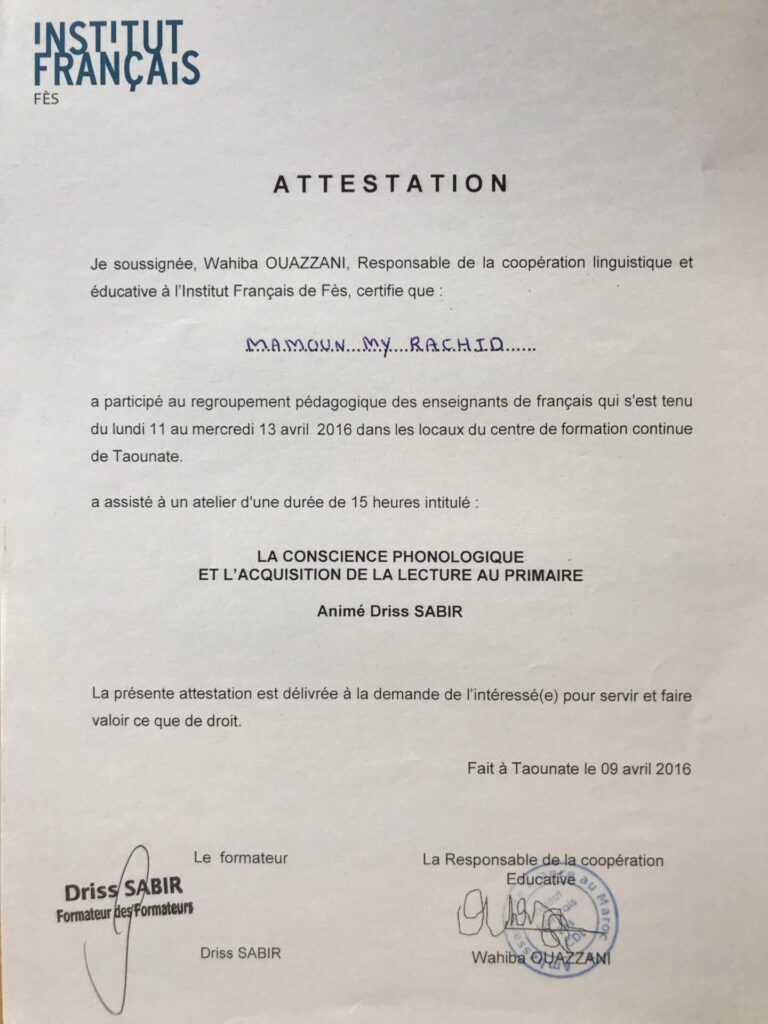 INSTITUT
FRANÇAIS
FÈS
ATTESTATION
Je soussignée, Wahiba OUAZZANI, Responsable de la coopération linguistique et
éducative à l'Institut Français de Fès, certifie que :
MAMOUN...MY...RACHID......
a participé au regroupement pédagogique des enseignants de français qui s'est tenu
du lundi 11 au mercredi 13 avril 2016 dans les locaux du centre de formation continue
de Taounate.
a assisté à un atelier d'une durée de 15 heures intitulé :
LA CONSCIENCE PHONOLOGIQUE
ET L'ACQUISITION DE LA LECTURE AU PRIMAIRE
Animé Driss SABIR
La présente attestation est délivrée à la demande de l'intéressé(e) pour servir et faire
valoir ce que de droit.
Fait à Taounate le 09 avril 2016
Le formateur
Driss SABIR
Formateur des Formateurs
Driss SABIR
La Responsable de la coopération
Educative
au Maroc
Wahiba OUAZZANI